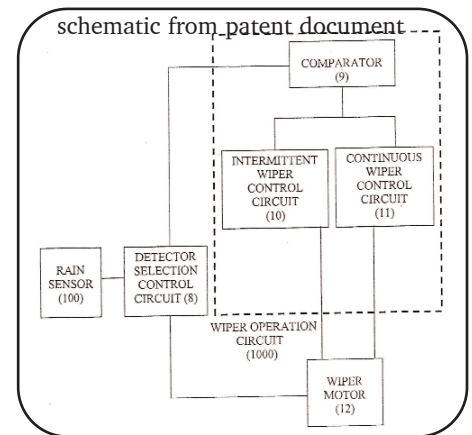 schematic from patent document
COMPARATOR
(9)
INTERMITTENT
WIPER
CONTROL
CIRCUIT
(10)
CONTINUOUS
WIPER
CONTROL
CIRCUIT
(11)
RAIN
SENSOR
(100)
DETECTOR
SELECTION
CONTROL
CIRCUIT (8)
WIPER OPERATION
CIRCUIT
(1000)
WIPER
MOTOR
(12)